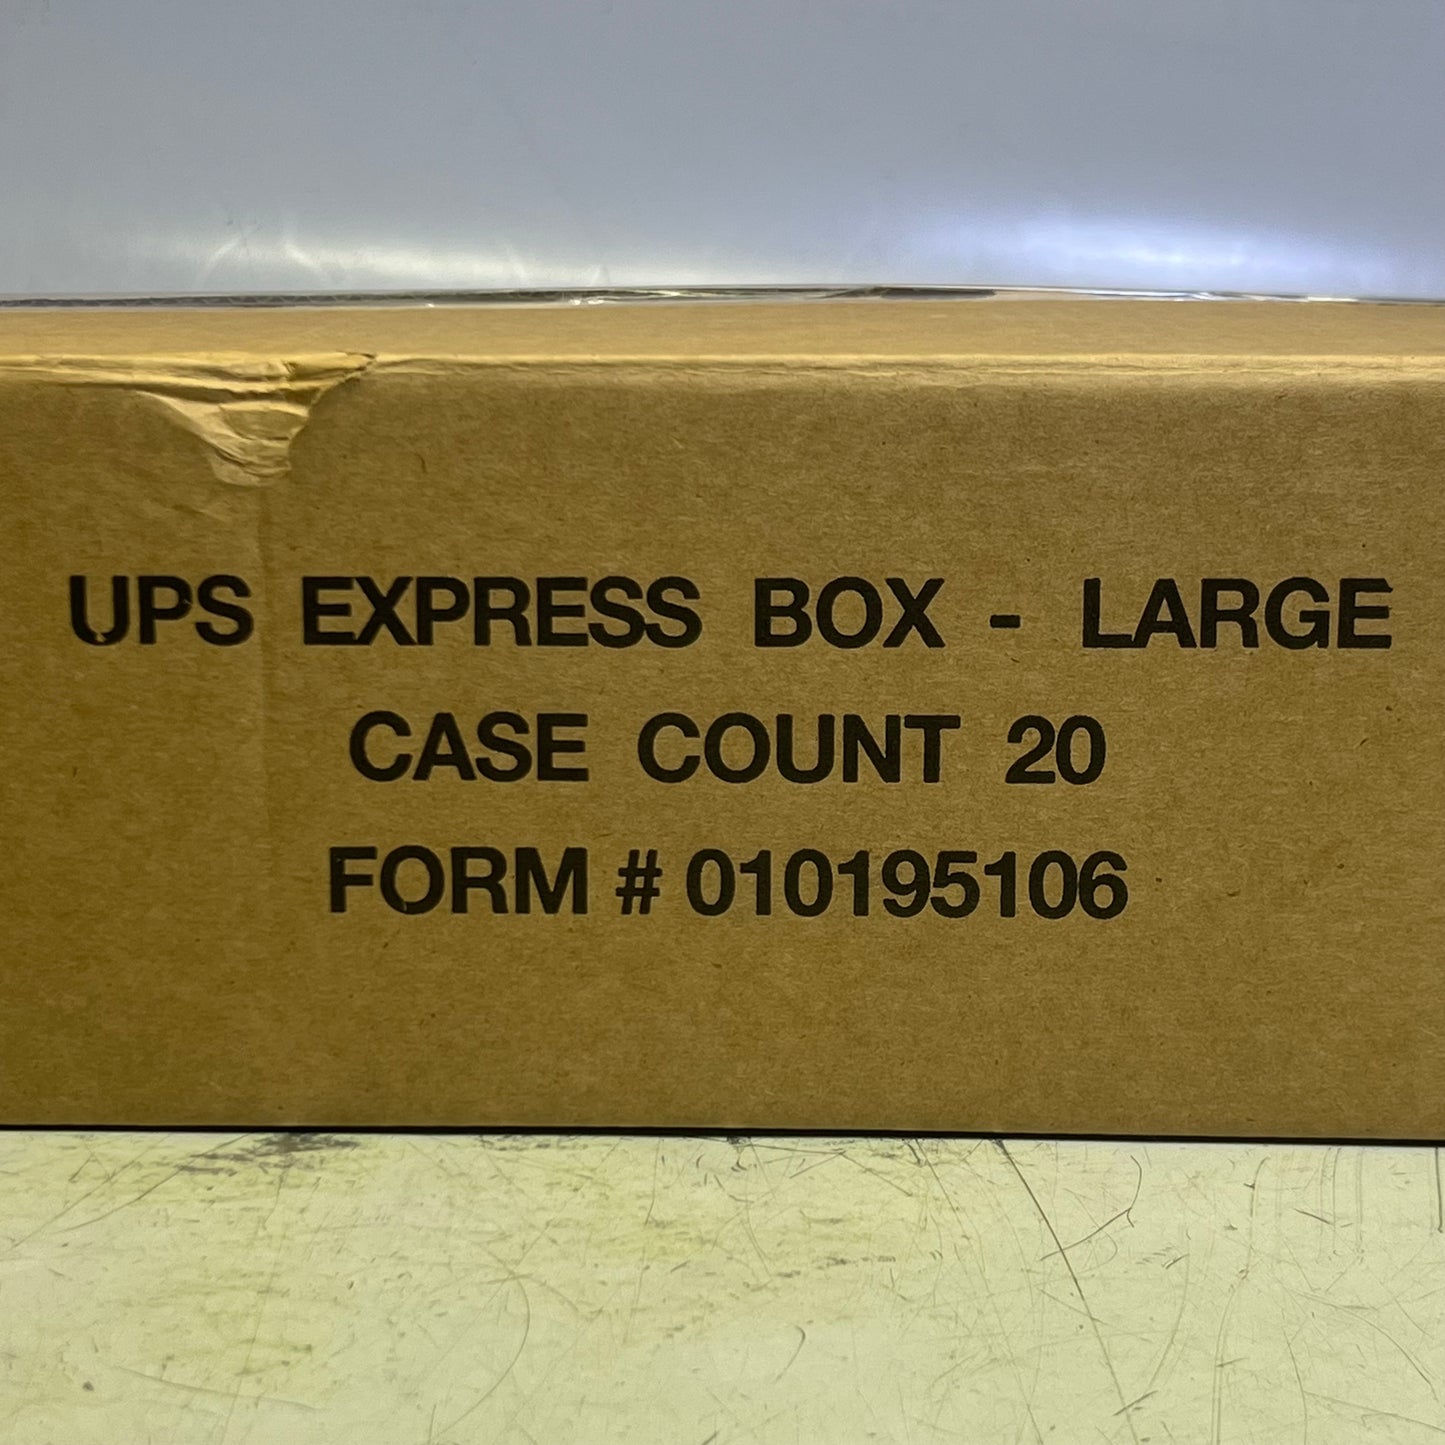 UPS EXPRESS BOX - LARGE
CASE COUNT 20
FORM # 010195106